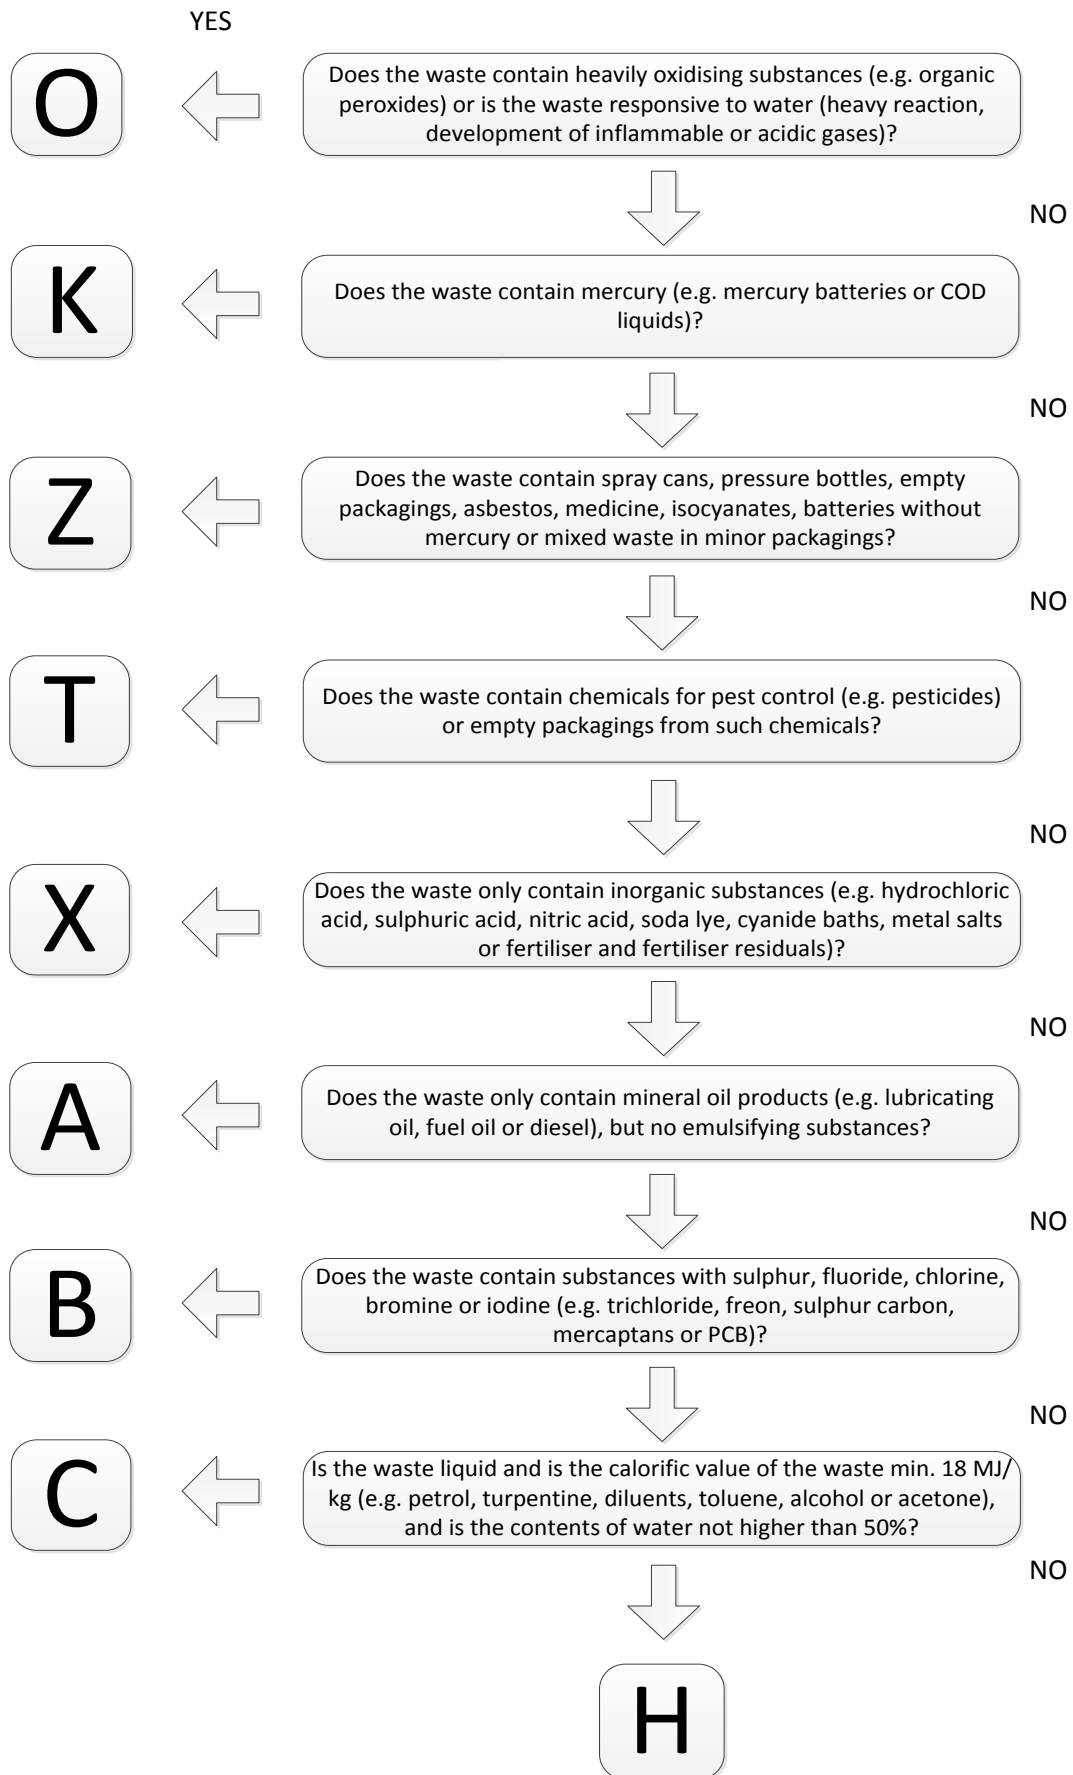 YES
O
Does the waste contain heavily oxidising substances (e.g. organic
peroxides) or is the waste responsive to water (heavy reaction,
development of inflammable or acidic gases)?
NO
K
Does the waste contain mercury (e.g. mercury batteries or COD
liquids)?
NO
Z
Does the waste contain spray cans, pressure bottles, empty
packagings, asbestos, medicine, isocyanates, batteries without
mercury or mixed waste in minor packagings?
NO
T
Does the waste contain chemicals for pest control (e.g. pesticides)
or empty packagings from such chemicals?
NO
X
Does the waste only contain inorganic substances (e.g. hydrochloric
acid, sulphuric acid, nitric acid, soda lye, cyanide baths, metal salts
or fertiliser and fertiliser residuals)?
NO
A
Does the waste only contain mineral oil products (e.g. lubricating
oil, fuel oil or diesel), but no emulsifying substances?
NO
B
Does the waste contain substances with sulphur, fluoride, chlorine,
bromine or iodine (e.g. trichloride, freon, sulphur carbon,
mercaptans or PCB)?
NO
C
Is the waste liquid and is the calorific value of the waste min. 18 MJ/
kg (e.g. petrol, turpentine, diluents, toluene, alcohol or acetone),
and is the contents of water not higher than 50%?
NO
H